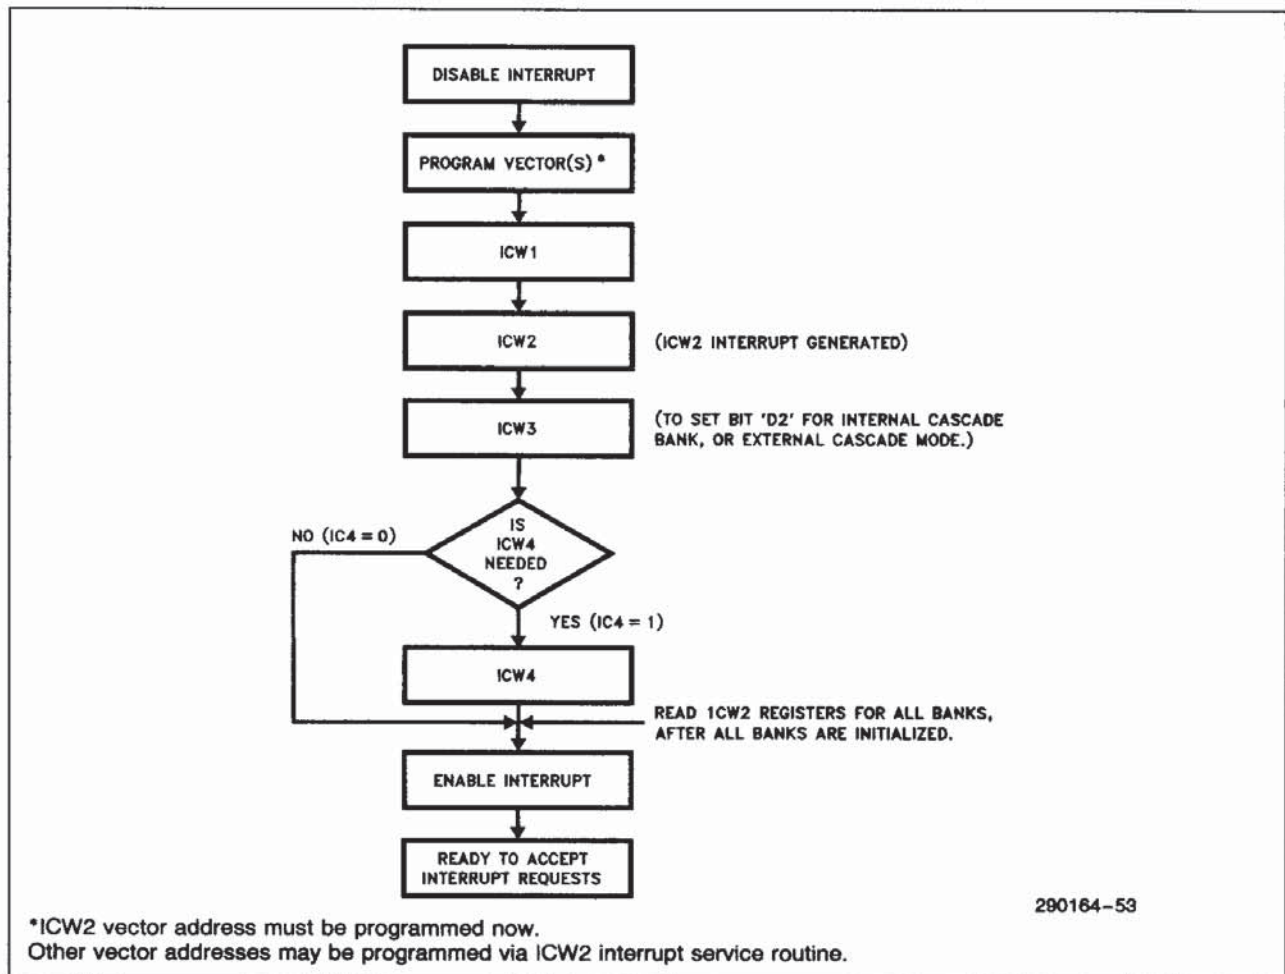 DISABLE INTERRUPT
PROGRAM VECTOR(S)*
ICW1
ICW2
(ICW2 INTERRUPT GENERATED)
ICW3
(TO SET BIT 'D2' FOR INTERNAL CASCADE
BANK, OR EXTERNAL CASCADE MODE.)
IS
ICW4
NEEDED
?
NO (IC4 = 0)
YES (IC4 = 1)
ICW4
READ 1CW2 REGISTERS FOR ALL BANKS,
AFTER ALL BANKS ARE INITIALIZED.
ENABLE INTERRUPT
READY TO ACCEPT
INTERRUPT REQUESTS
290164-53
*ICW2 vector address must be programmed now.
Other vector addresses may be programmed via ICW2 interrupt service routine.